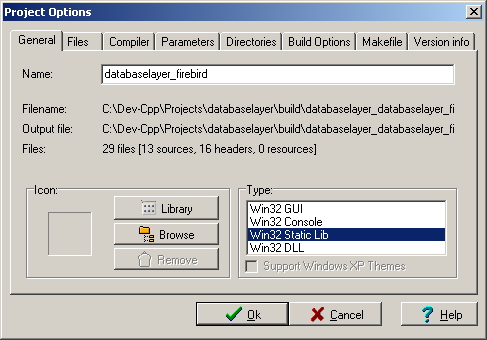 Project Options
General Files Compiler Parameters Directories Build Options Makefile Version info
Name: databaselayer_firebird
Filename: C:\Dev-Cpp\Projects\databaselayer\build\databaselayer_databaselayer_fi
Output file: C:\Dev-Cpp\Projects\databaselayer\build\databaselayer_databaselayer_fi
Files: 29 files [13 sources, 16 headers, 0 resources]
Icon:
Library
Browse
Remove
Type:
Win32 GUI
Win32 Console
Win32 Static Lib
Win32 DLL
Support Windows XP Themes
Ok Cancel Help